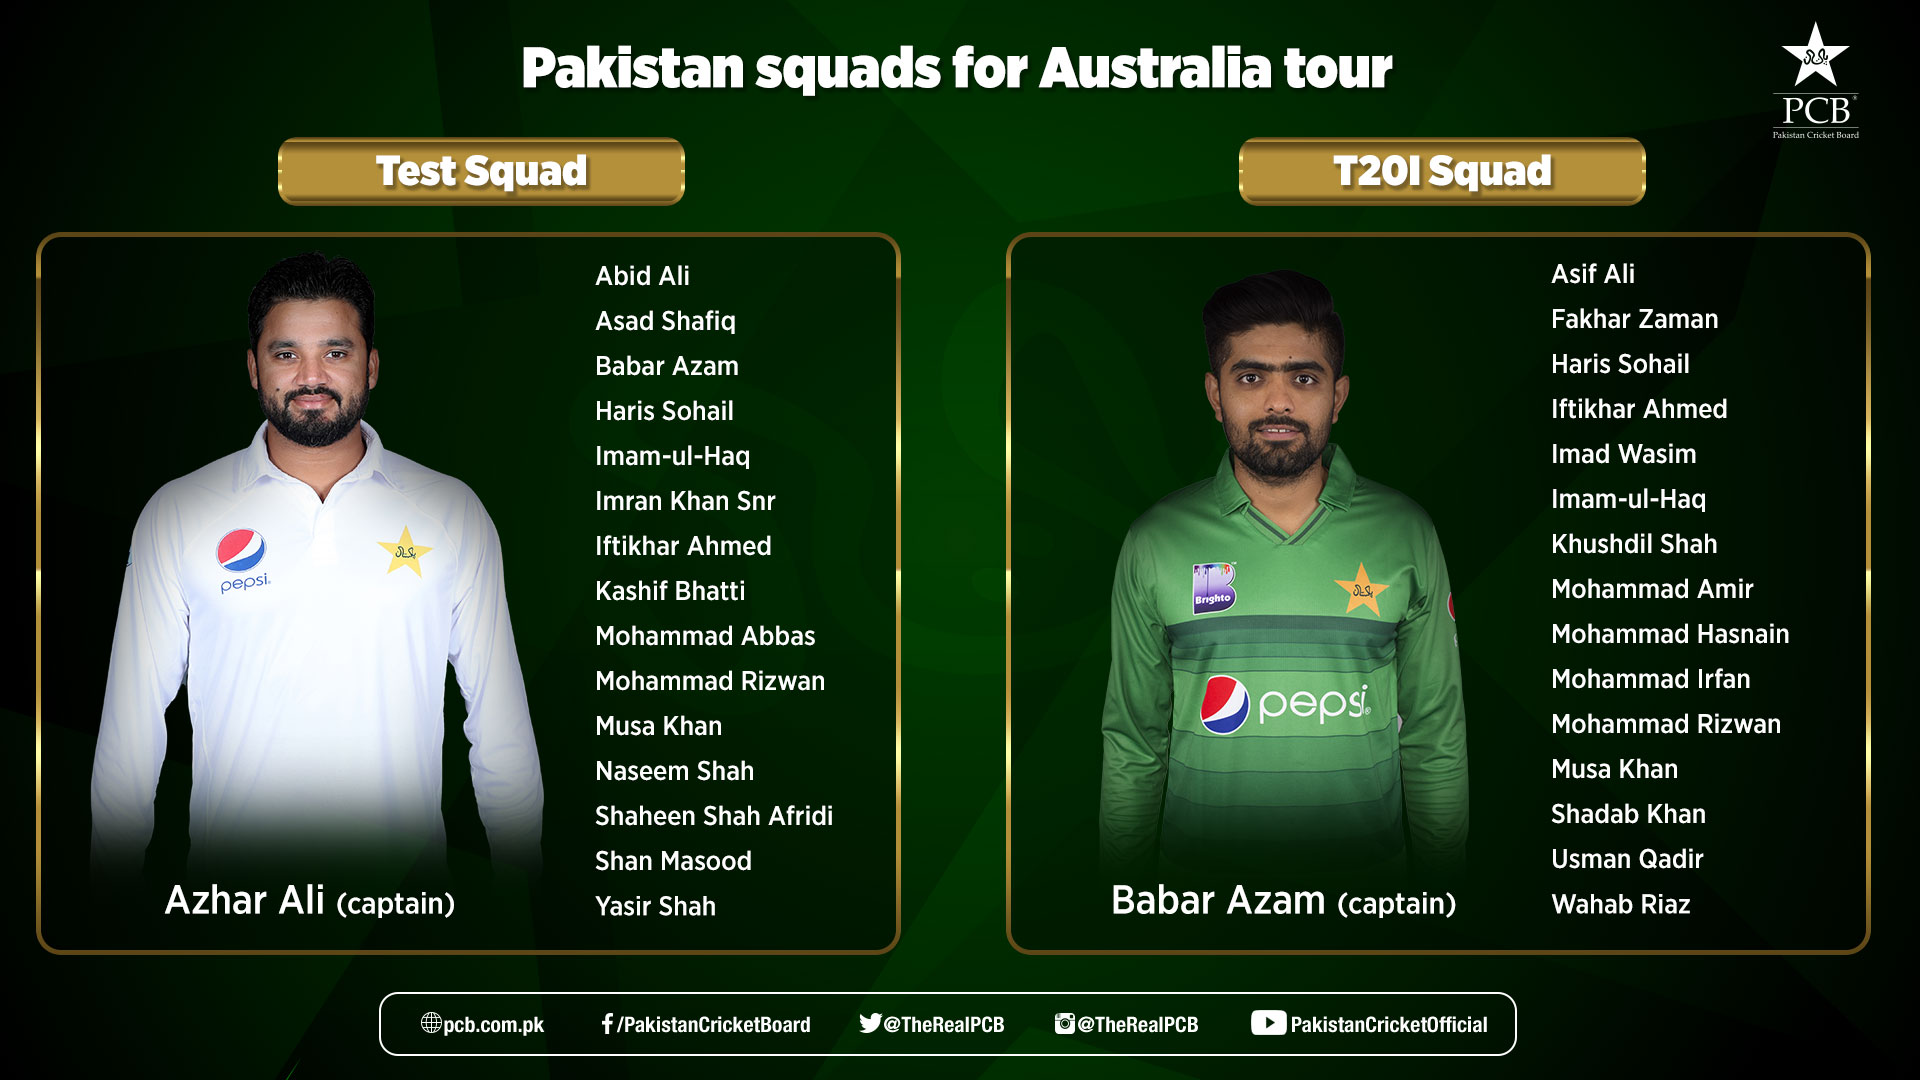 Pakistan squads for Australia tour
PCB
Pakistan Cricket Board
Test Squad
Abid Ali
Asad Shafiq
Babar Azam
Haris Sohail
Imam-ul-Haq
Imran Khan Snr
Iftikhar Ahmed
Kashif Bhatti
Mohammad Abbas
Mohammad Rizwan
Musa Khan
Naseem Shah
Shaheen Shah Afridi
Shan Masood
Yasir Shah
pepsi
Azhar Ali (captain)
T20I Squad
Asif Ali
Fakhar Zaman
Haris Sohail
Iftikhar Ahmed
Imad Wasim
Imam-ul-Haq
Khushdil Shah
Mohammad Amir
Mohammad Hasnain
Mohammad Irfan
Mohammad Rizwan
Musa Khan
Shadab Khan
Usman Qadir
Wahab Riaz
B
Brighto
pepsi
Babar Azam (captain)
pcb.com.pk
/PakistanCricketBoard
@TheRealPCB
@TheRealPCB
PakistanCricketOfficial